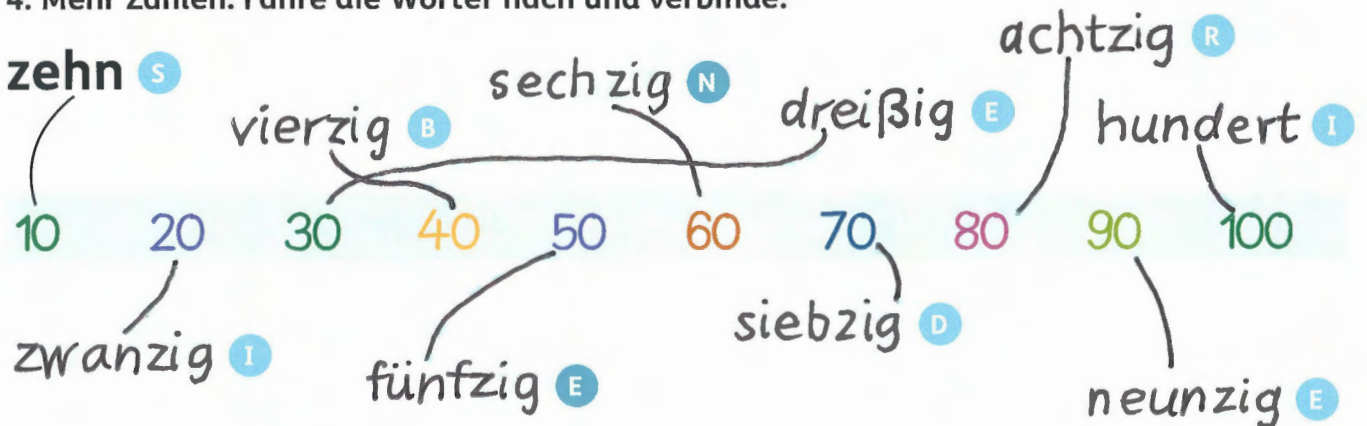 4. Mehr Zahlen. Führe die Wörter nach und verbinde.
achtzig R
zehn S
sechzig N
dreißig E
vierzig B
hundert I
10 20 30 40 50 60 70 80 90 100
siebzig D
zwanzig I
fünfzig E
neunzig E